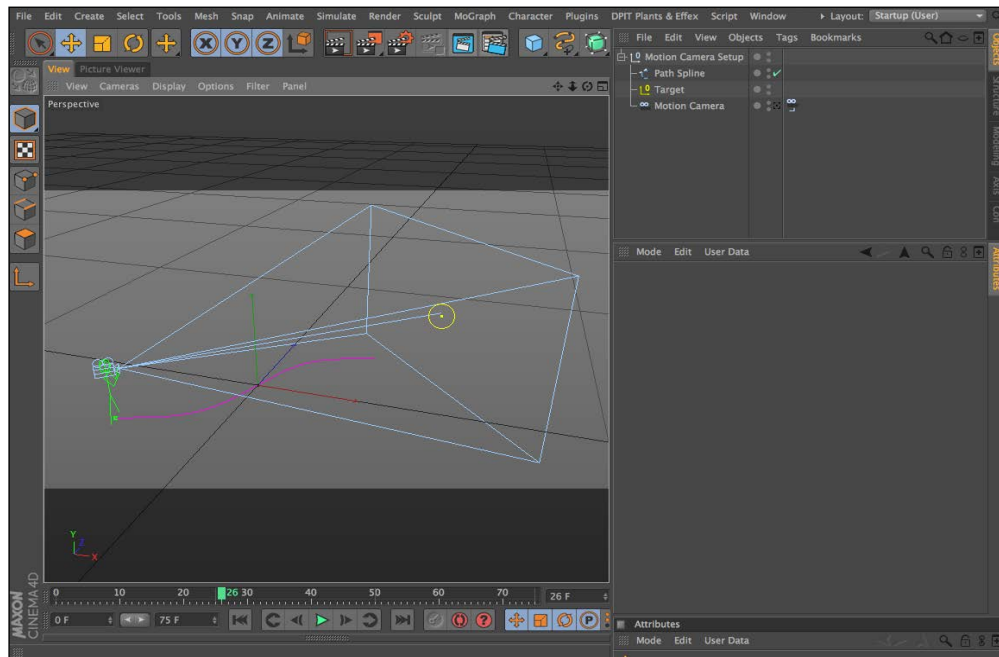 File Edit Create Select Tools Mesh Snap Animate Simulate Render Sculpt MoGraph Character Plugins DPIT Plants & Effex Script Window Layout: Startup (User)
File Edit View Objects Tags Bookmarks
View Picture Viewer
View Cameras Display Options Filter Panel
Perspective
Motion Camera Setup
Path Spline
Target
Motion Camera
Objects
Structure
Attributes
Mode Edit User Data
Y
Z
X
0 10 20 26 30 40 50 60 70 26 F
0 F 75 F
MAXON
CINEMA 4D
Attributes
Mode Edit User Data